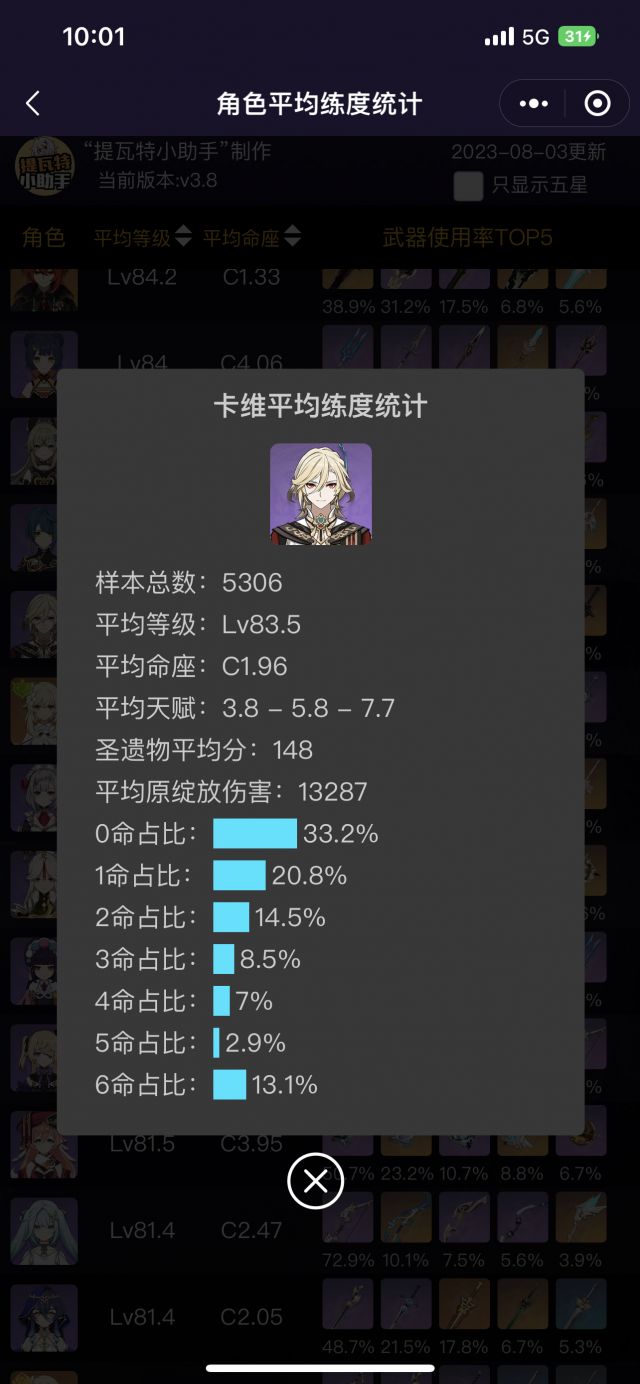 10:01
5G
31
角色平均练度统计
提瓦特
小助手
“提瓦特小助手”制作
2023-08-03更新
当前版本:v3.8
只显示五星
角色 平均等级 平均命座 武器使用率TOP5
Lv84.2 C1.33
38.9% 31.2% 17.5% 6.8% 5.6%
Lv84 C4.06
卡维平均练度统计
样本总数：5306
平均等级：Lv83.5
平均命座：C1.96
平均天赋：3.8 – 5.8 – 7.7
圣遗物平均分：148
平均原绽放伤害：13287
0命占比：33.2%
1命占比：20.8%
2命占比：14.5%
3命占比：8.5%
4命占比：7%
5命占比：2.9%
6命占比：13.1%
Lv81.5 C3.95
23.2% 10.7% 8.8% 6.7%
Lv81.4 C2.47
72.9% 10.1% 7.5% 5.6% 3.9%
Lv81.4 C2.05
48.7% 21.5% 17.8% 6.7% 5.3%